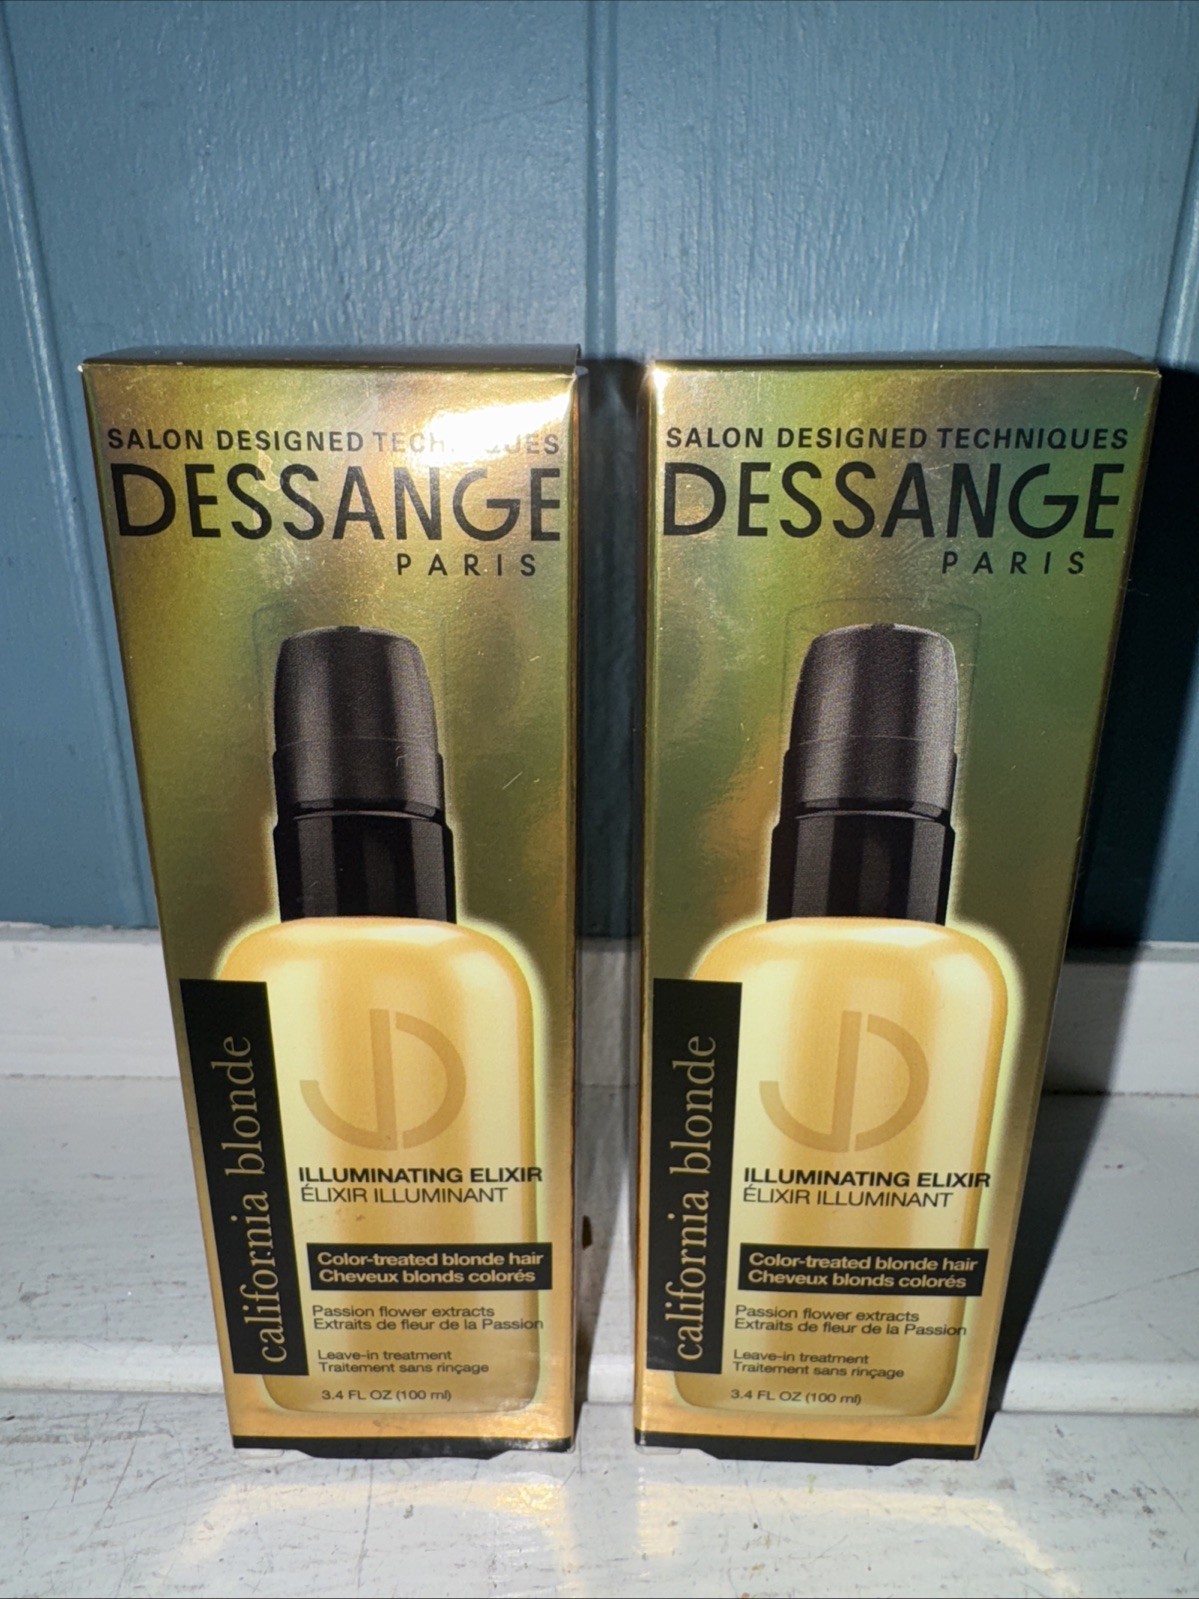 SALON DESIGNED TECHNIQUES
DESSANGE
PARIS
california blonde
ILLUMINATING ELIXIR
ÉLIXIR ILLUMINANT
Color-treated blonde hair
Cheveux blonds colorés
Passion flower extracts
Extraits de fleur de la Passion
Leave-in treatment
Traitement sans rinçage
3.4 FL OZ (100 ml)
SALON DESIGNED TECHNIQUES
DESSANGE
PARIS
california blonde
ILLUMINATING ELIXIR
ÉLIXIR ILLUMINANT
Color-treated blonde hair
Cheveux blonds colorés
Passion flower extracts
Extraits de fleur de la Passion
Leave-in treatment
Traitement sans rinçage
3.4 FL OZ (100 ml)